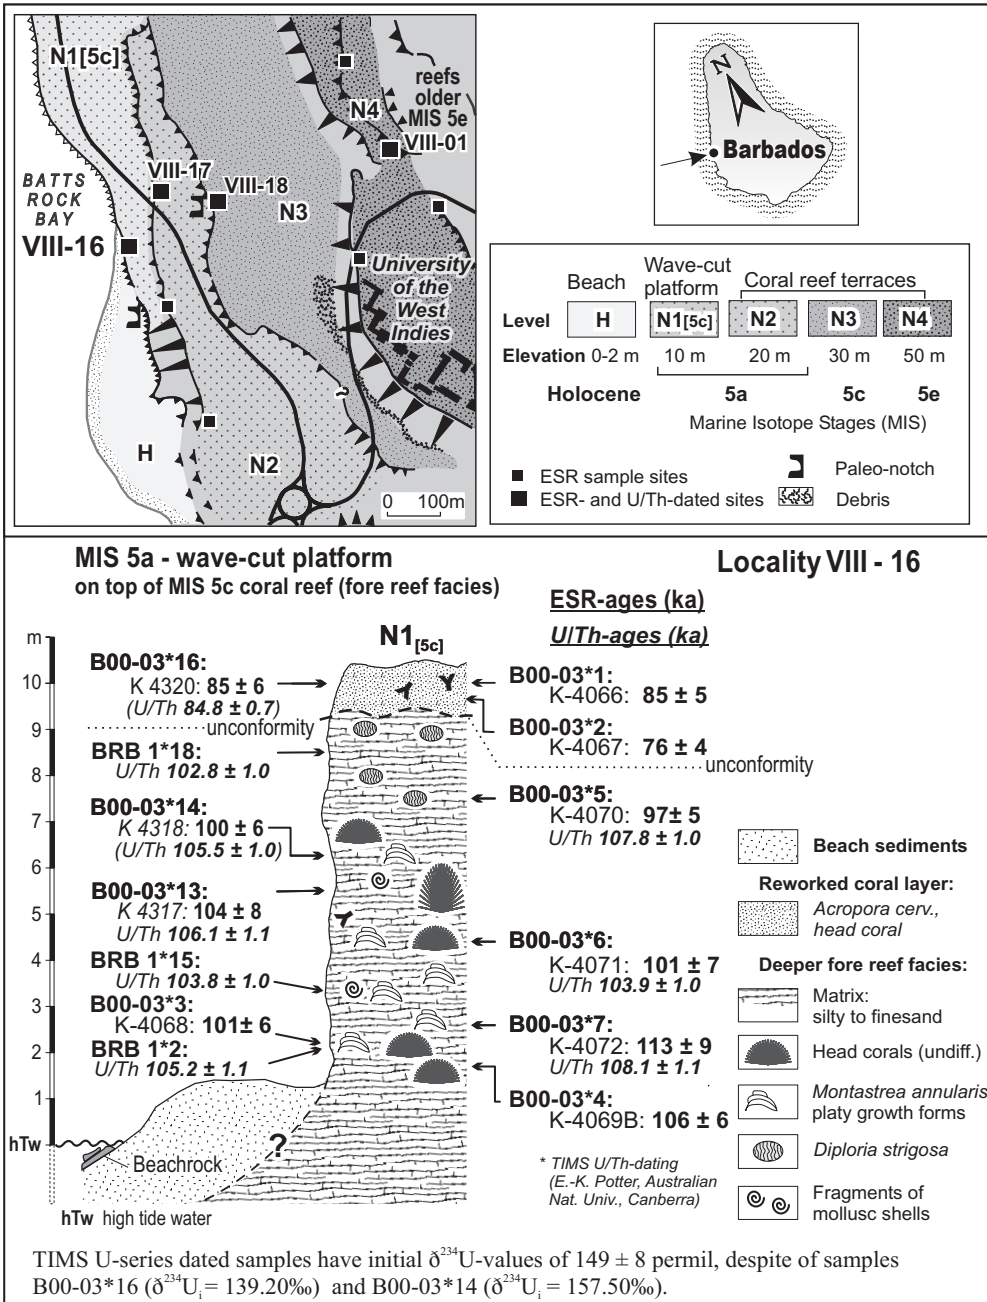 N1[5c]
reefs
older
MIS 5e
N4
VIII-01
VIII-17
VIII-18
BATTS
ROCK
BAY
VIII-16
N3
University
of the
West
Indies
?
H
N2
0 100m
N
Barbados
Beach
Wave-cut
platform
Coral reef terraces
Level H N1[5c] N2 N3 N4
Elevation 0-2 m 10 m 20 m 30 m 50 m
Holocene 5a 5c 5e
Marine Isotope Stages (MIS)
ESR sample sites
ESR- and U/Th-dated sites
Paleo-notch
Debris
MIS 5a - wave-cut platform
on top of MIS 5c coral reef (fore reef facies)
Locality VIII - 16
ESR-ages (ka)
U/Th-ages (ka)
N1[5c]
m
10
9
8
7
6
5
4
3
2
1
hTw
B00-03*16:
K 4320: 85 ± 6
(U/Th 84.8 ± 0.7)
unconformity
BRB 1*18:
U/Th 102.8 ± 1.0
B00-03*14:
K 4318: 100 ± 6
(U/Th 105.5 ± 1.0)
B00-03*13:
K 4317: 104 ± 8
U/Th 106.1 ± 1.1
BRB 1*15:
U/Th 103.8 ± 1.0
B00-03*3:
K-4068: 101± 6
BRB 1*2:
U/Th 105.2 ± 1.1
B00-03*1:
K-4066: 85 ± 5
B00-03*2:
K-4067: 76 ± 4
unconformity
B00-03*5:
K-4070: 97± 5
U/Th 107.8 ± 1.0
B00-03*6:
K-4071: 101 ± 7
U/Th 103.9 ± 1.0
B00-03*7:
K-4072: 113 ± 9
U/Th 108.1 ± 1.1
B00-03*4:
K-4069B: 106 ± 6
* TIMS U/Th-dating
(E.-K. Potter, Australian
Nat. Univ., Canberra)
?
Beachrock
hTw high tide water
Beach sediments
Reworked coral layer:
Acropora cerv.,
head coral
Deeper fore reef facies:
Matrix:
silty to finesand
Head corals (undiff.)
Montastrea annularis
platy growth forms
Diploria strigosa
Fragments of
mollusc shells
TIMS U-series dated samples have initial ð²³⁴U-values of 149 ± 8 permil, despite of samples
B00-03*16 (ð²³⁴Uᵢ= 139.20‰) and B00-03*14 (ð²³⁴Uᵢ= 157.50‰).